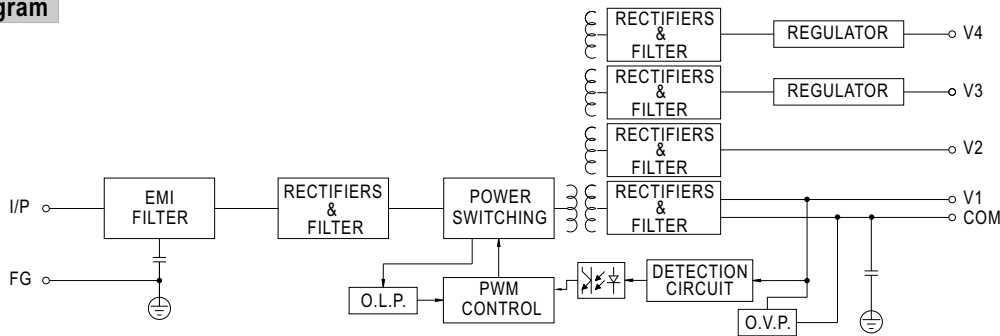 gram
RECTIFIERS
&
FILTER
REGULATOR
V4
RECTIFIERS
&
FILTER
REGULATOR
V3
RECTIFIERS
&
FILTER
V2
I/P
EMI
FILTER
RECTIFIERS
&
FILTER
POWER
SWITCHING
RECTIFIERS
&
FILTER
V1
COM
FG
O.L.P.
PWM
CONTROL
DETECTION
CIRCUIT
O.V.P.